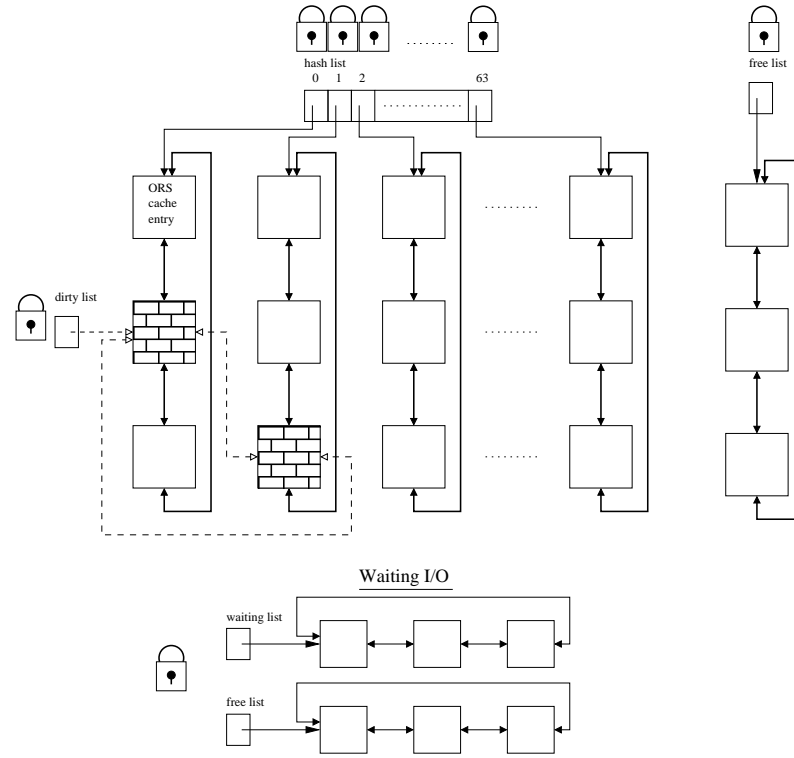 hash list
free list
0 1 2 ........ 63
ORS
cache
entry
dirty list
Waiting I/O
waiting list
free list